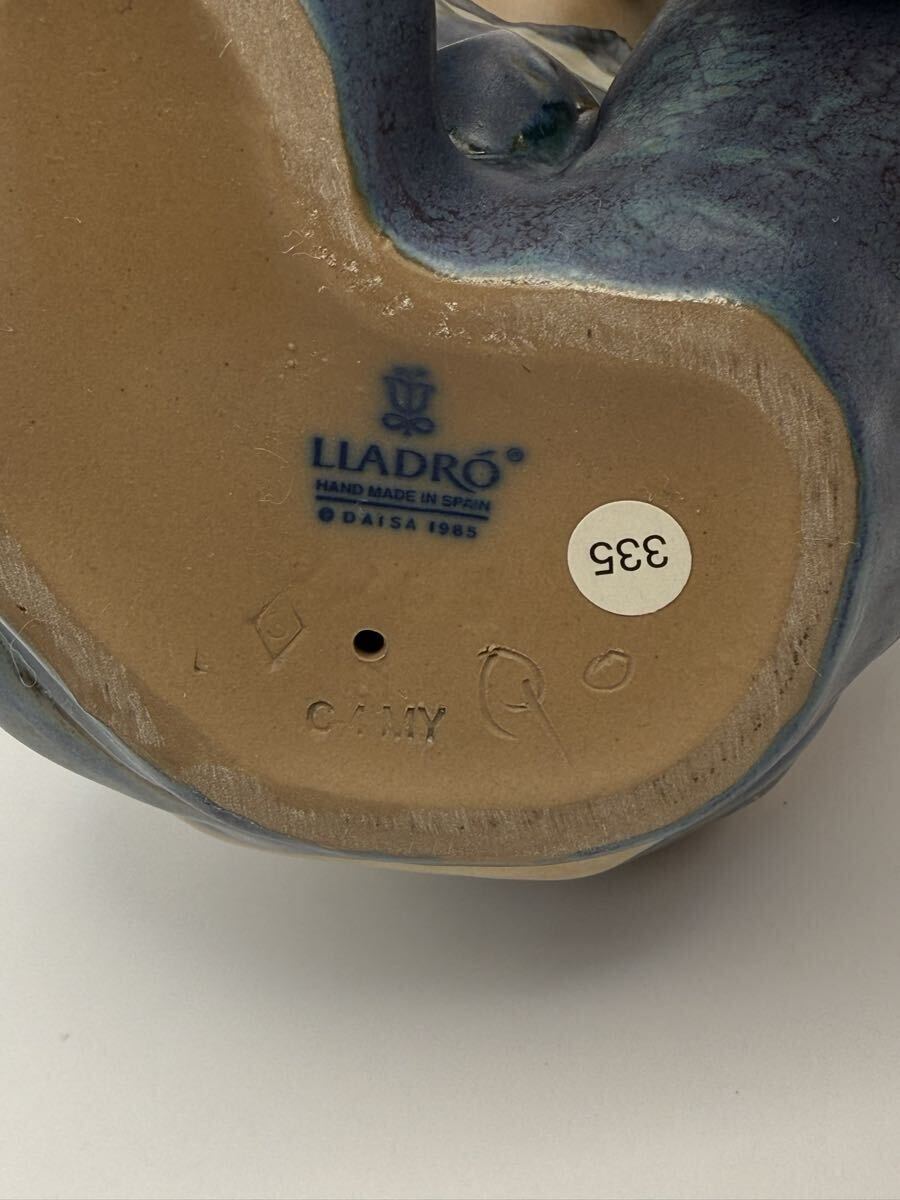 LLADRÓ®
HAND MADE IN SPAIN
© DAISA 1985
335